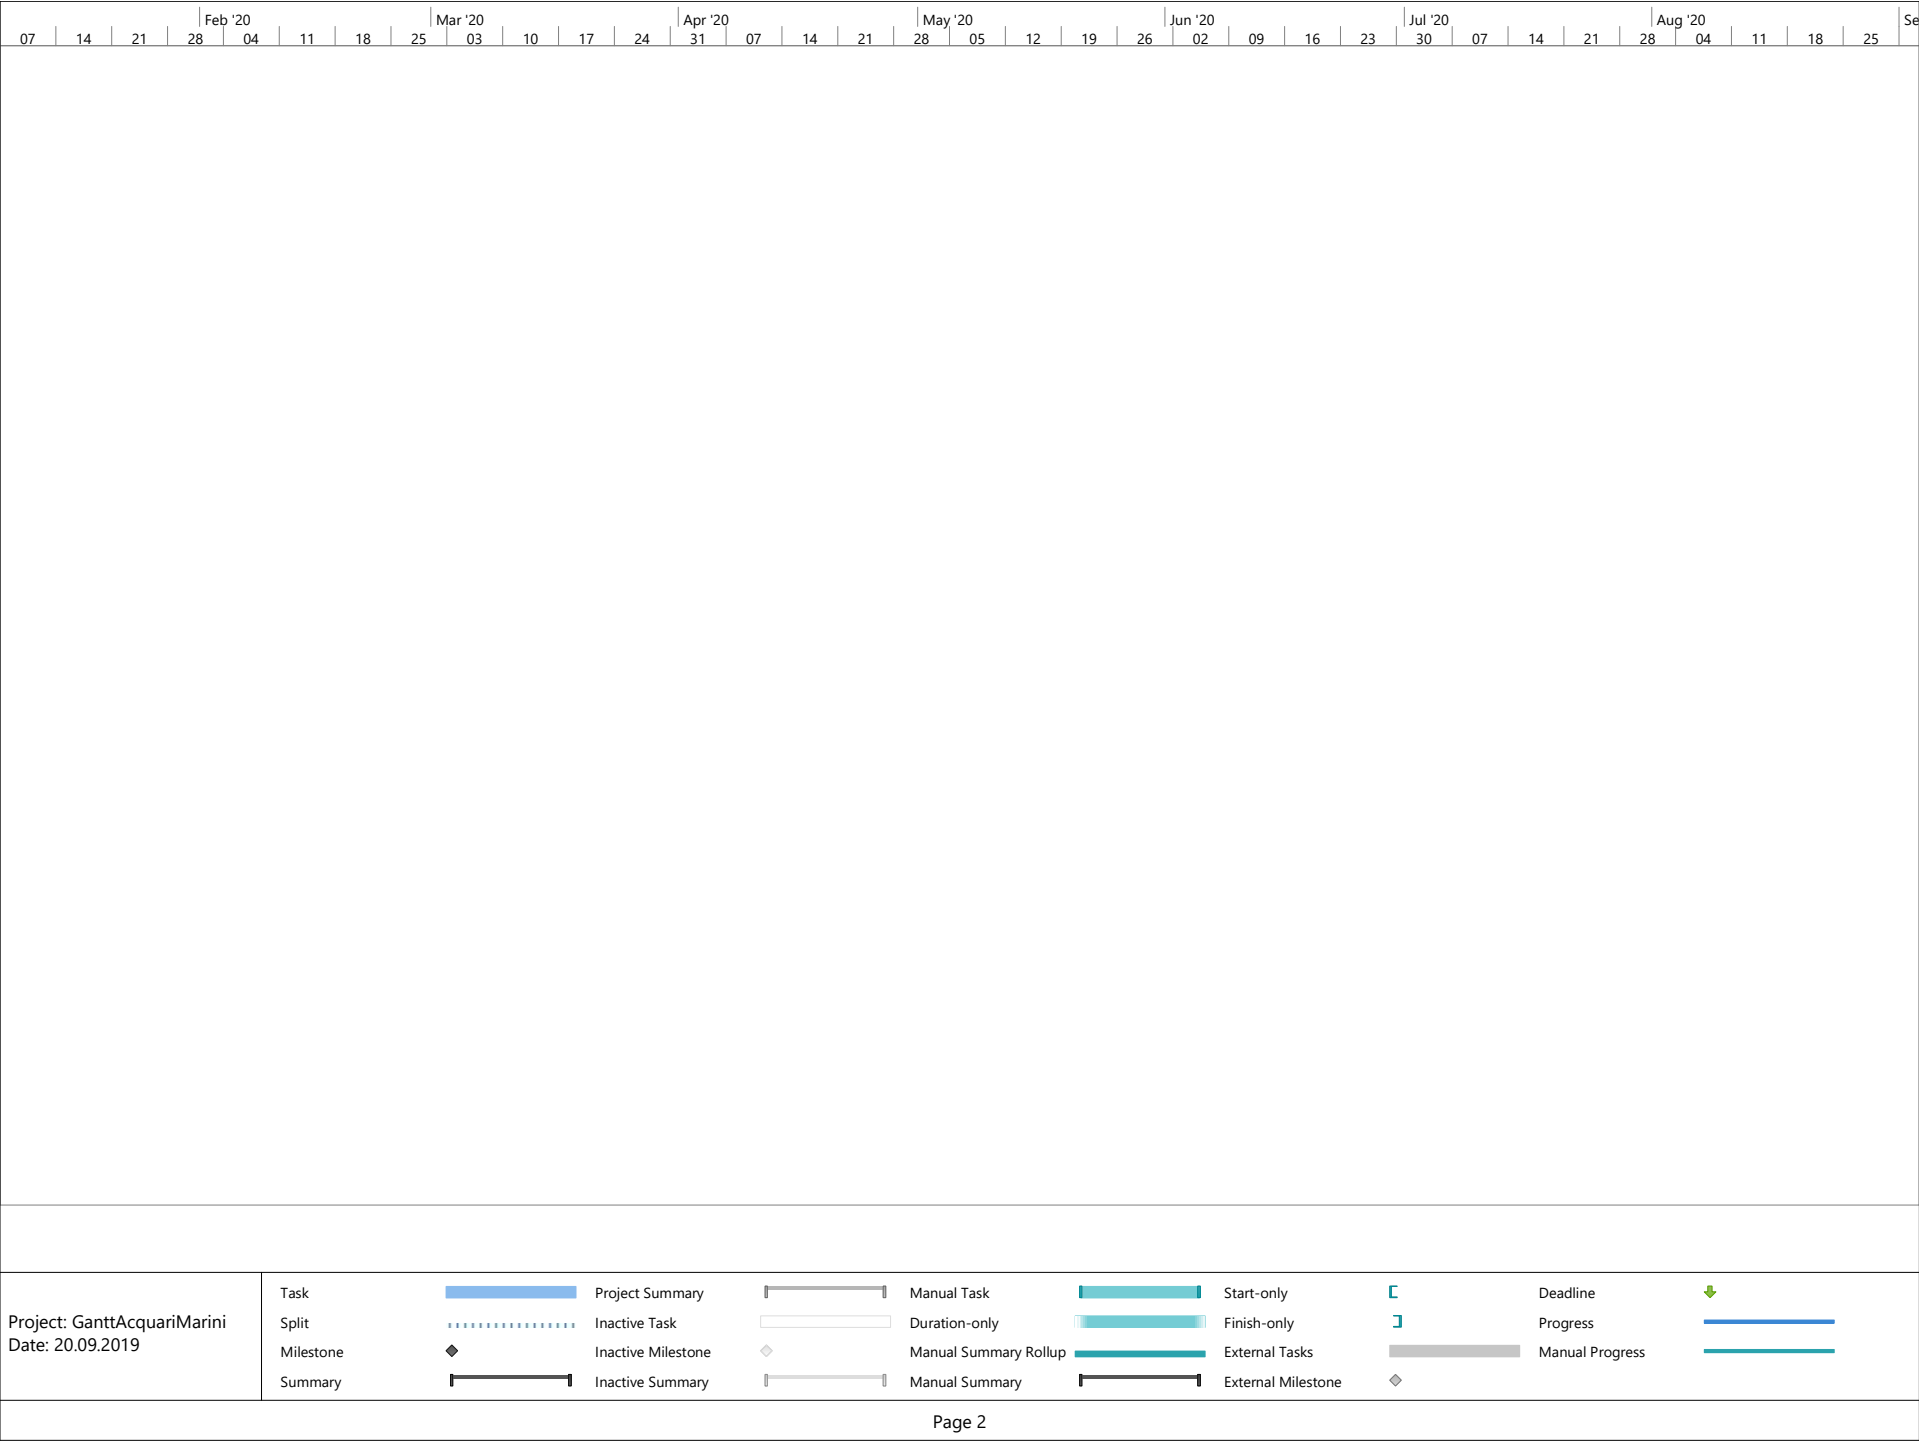 Feb '20 Mar '20 Apr '20 May '20 Jun '20 Jul '20 Aug '20 Se
07 14 21 28 04 11 18 25 03 10 17 24 31 07 14 21 28 05 12 19 26 02 09 16 23 30 07 14 21 28 04 11 18 25
Project: GanttAcquariMarini
Date: 20.09.2019
Task Project Summary Manual Task Start-only Deadline
Split Inactive Task Duration-only Finish-only Progress
Milestone Inactive Milestone Manual Summary Rollup External Tasks Manual Progress
Summary Inactive Summary Manual Summary External Milestone
Page 2